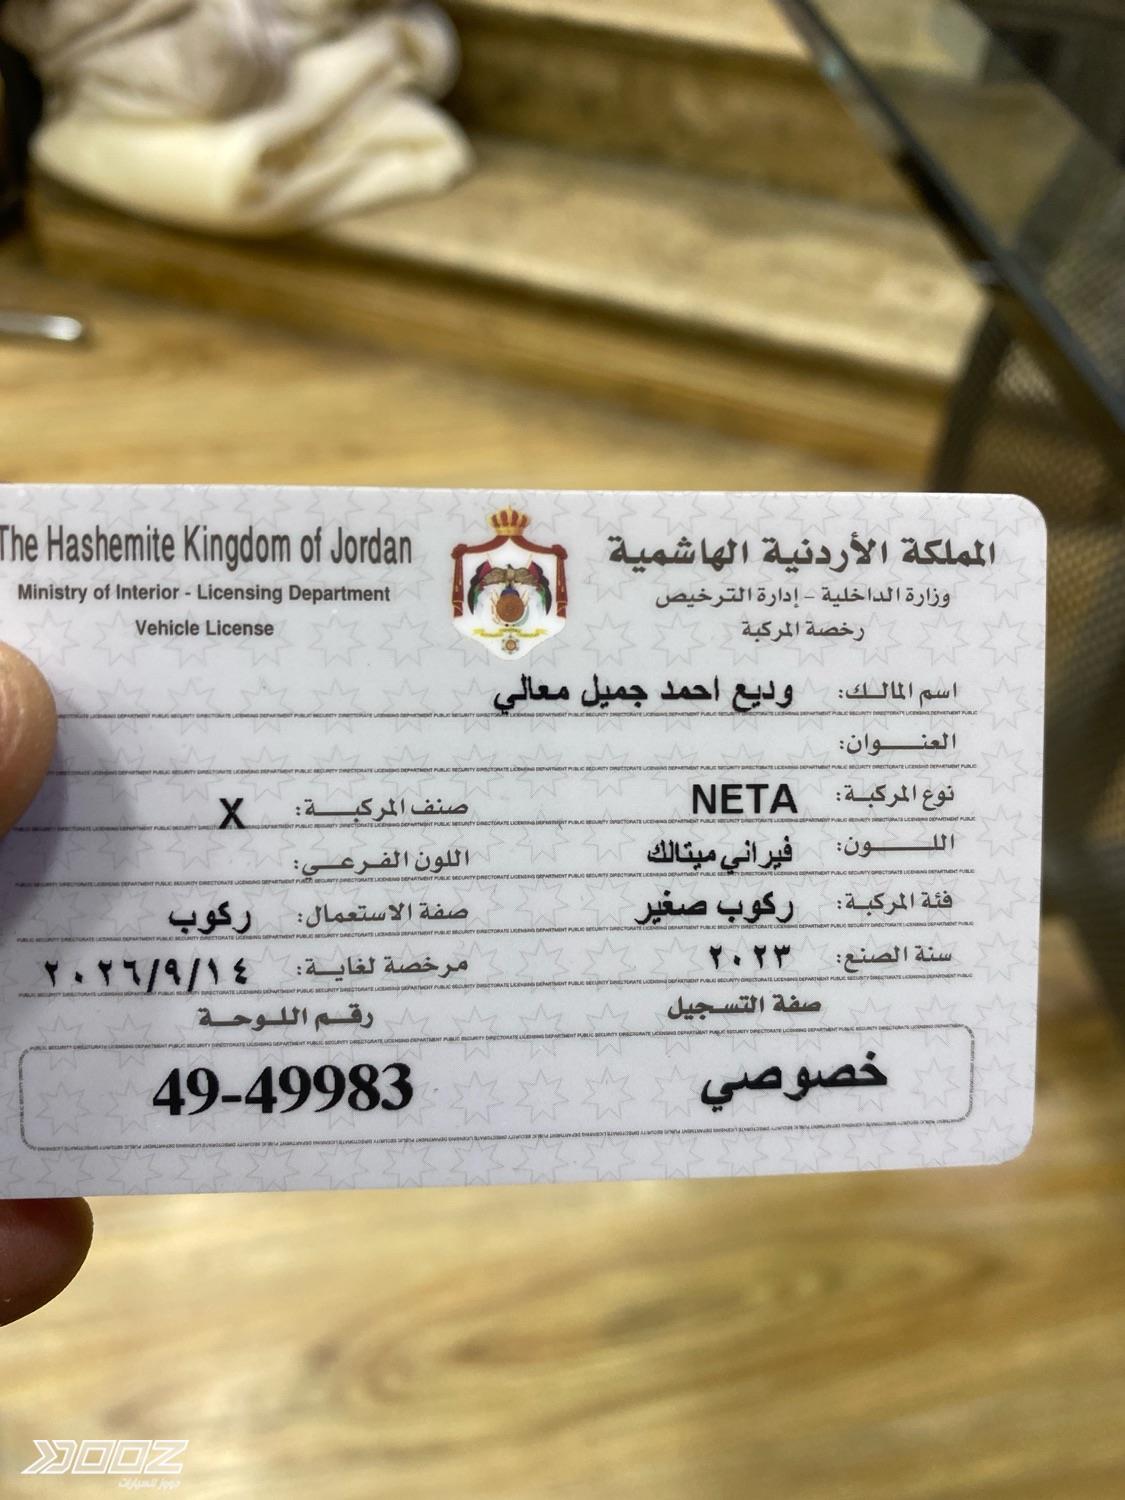 The Hashemite Kingdom of Jordan
Ministry of Interior - Licensing Department
Vehicle License
المملكة الأردنية الهاشمية
وزارة الداخلية - إدارة الترخيص
رخصة المركبة
اسم المالك: وديع احمد جميل معالي
العنوان:
نوع المركبة: NETA صنف المركبة: X
اللون: فيراني ميتالك اللون الفرعي:
فئة المركبة: ركوب صغير صفة الاستعمال: ركوب
سنة الصنع: ٢٠٢٣ مرخصة لغاية: ٢٠٢٦/٩/١٤
صفة التسجيل رقم اللوحة
خصوصي 49-49983
DOOZ
دووز للسيارات